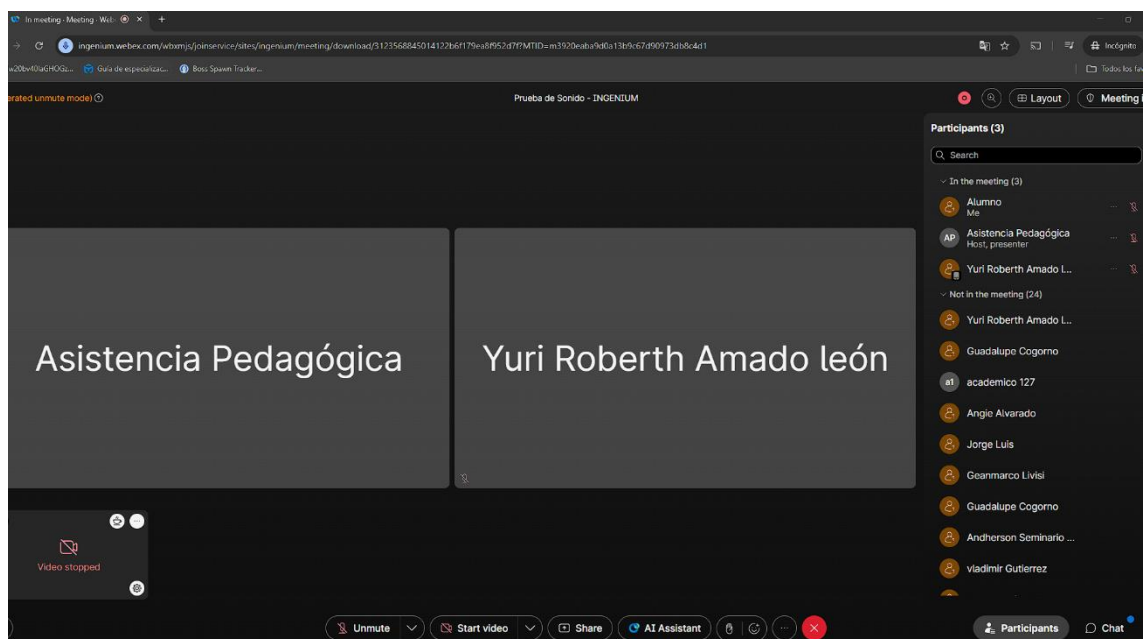 In meeting - Meeting - Web
ingenium.webex.com/wbxmjs/joinservice/sites/ingenium/meeting/download/3123568845014122b6f179ea8f952d7f?MTID=m3920eaba9d0a13b9c67d90973db8c4d1
Incógnito
Guía de especializac...
Boss Spawn Tracker...
Todos los fav
erated unmute mode)
Prueba de Sonido - INGENIUM
Layout
Meeting i
Participants (3)
Search
In the meeting (3)
Alumno
Me
AP
Asistencia Pedagógica
Host, presenter
Yuri Roberth Amado L...
Not in the meeting (24)
Yuri Roberth Amado L...
Guadalupe Cogorno
a1
academico 127
Angie Alvarado
Jorge Luis
Geanmarco Livisi
Guadalupe Cogorno
Andherson Seminario ...
vladimir Gutierrez
Asistencia Pedagógica
Yuri Roberth Amado león
Video stopped
Unmute
Start video
Share
AI Assistant
Participants
Chat